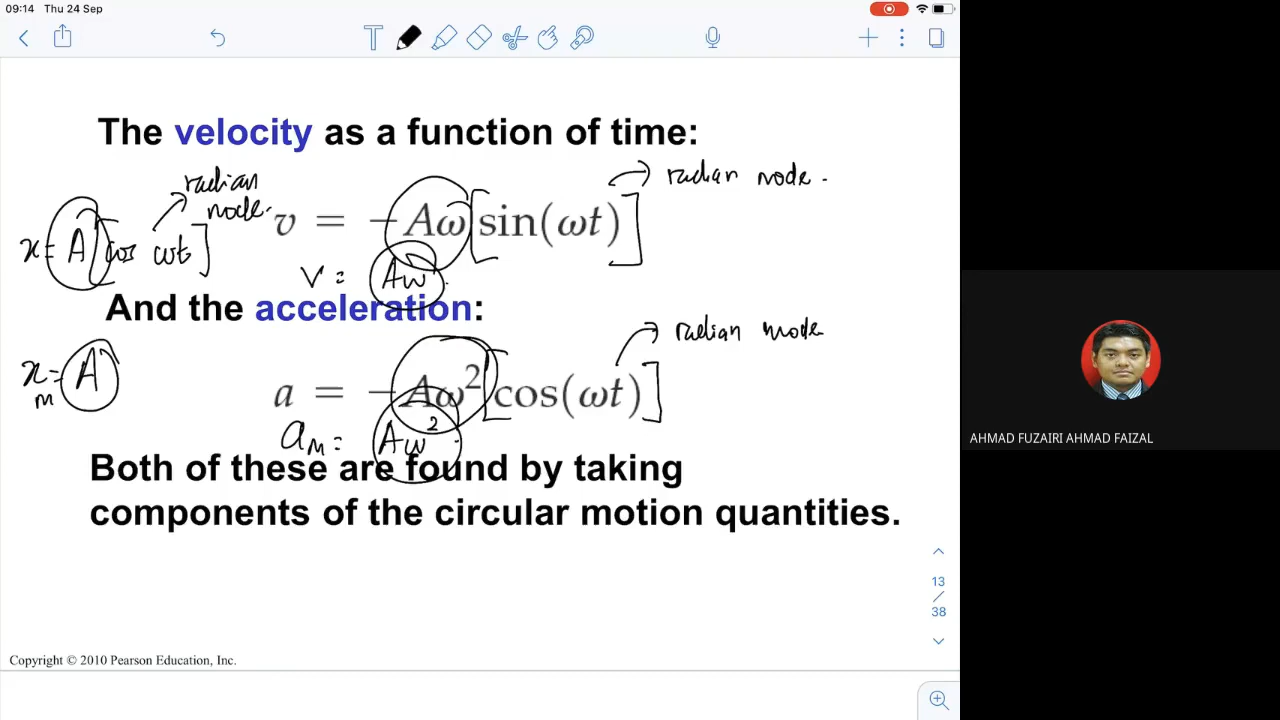 09:14 Thu 24 Sep
The velocity as a function of time:
radian node.
radian node.
x = A [cos ωt]
v = −Aω [sin(ωt)]
V = Aω
And the acceleration:
radian mode
x = A
m
a = −Aω² [cos(ωt)]
aM = Aω²
Both of these are found by taking
components of the circular motion quantities.
13
/
38
Copyright © 2010 Pearson Education, Inc.
AHMAD FUZAIRI AHMAD FAIZAL